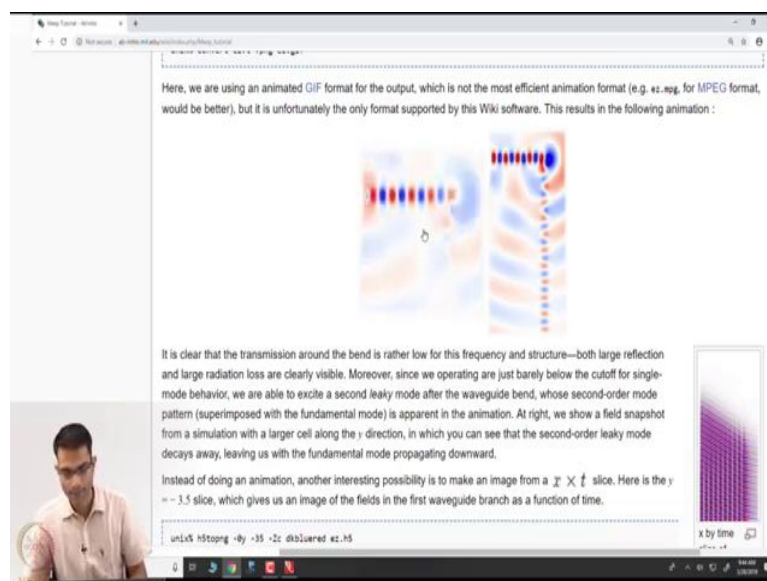 Meep Tutorial
Not secure
Here, we are using an animated GIF format for the output, which is not the most efficient animation format (e.g. ez.mpg, for MPEG format,
would be better), but it is unfortunately the only format supported by this Wiki software. This results in the following animation :
It is clear that the transmission around the bend is rather low for this frequency and structure—both large reflection
and large radiation loss are clearly visible. Moreover, since we operating are just barely below the cutoff for single-
mode behavior, we are able to excite a second leaky mode after the waveguide bend, whose second-order mode
pattern (superimposed with the fundamental mode) is apparent in the animation. At right, we show a field snapshot
from a simulation with a larger cell along the y direction, in which you can see that the second-order leaky mode
decays away, leaving us with the fundamental mode propagating downward.
Instead of doing an animation, another interesting possibility is to make an image from a x × t slice. Here is the y
= − 3.5 slice, which gives us an image of the fields in the first waveguide branch as a function of time.
unix% h5topng -0y -35 -Zc dkbluered ez.h5
x by time